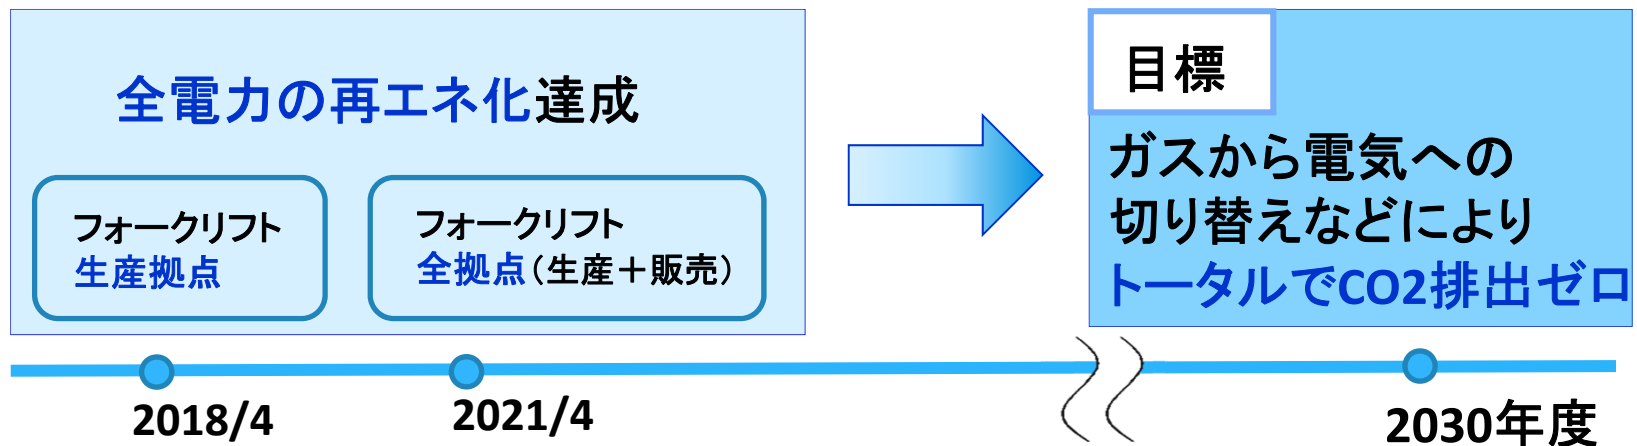 全電力の再エネ化達成
フォークリフト
生産拠点
フォークリフト
全拠点（生産＋販売）
目標
ガスから電気への
切り替えなどにより
トータルでCO2排出ゼロ
2018/4
2021/4
2030年度